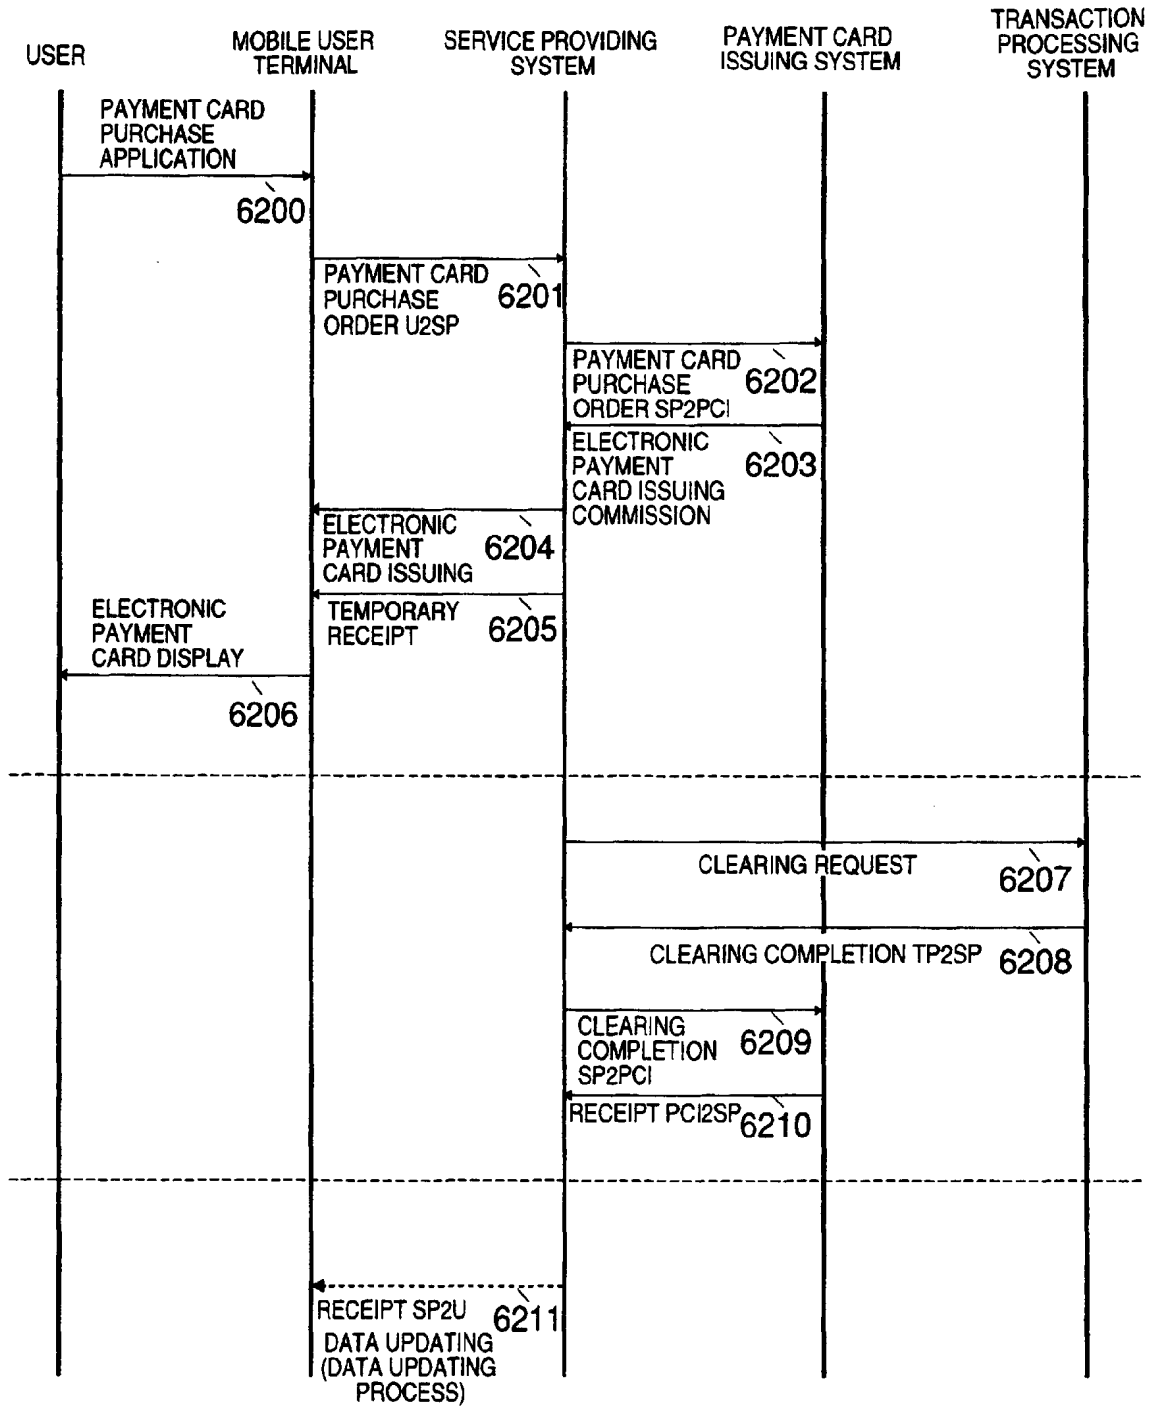 USER
MOBILE USER
TERMINAL
SERVICE PROVIDING
SYSTEM
PAYMENT CARD
ISSUING SYSTEM
TRANSACTION
PROCESSING
SYSTEM
PAYMENT CARD
PURCHASE
APPLICATION
6200
PAYMENT CARD
PURCHASE
ORDER U2SP
6201
PAYMENT CARD
PURCHASE
ORDER SP2PCI
6202
ELECTRONIC
PAYMENT
CARD ISSUING
COMMISSION
6203
ELECTRONIC
PAYMENT
CARD ISSUING
6204
TEMPORARY
RECEIPT
6205
ELECTRONIC
PAYMENT
CARD DISPLAY
6206
CLEARING REQUEST
6207
CLEARING COMPLETION TP2SP
6208
CLEARING
COMPLETION
SP2PCI
6209
RECEIPT PCI2SP
6210
RECEIPT SP2U
6211
DATA UPDATING
(DATA UPDATING
PROCESS)